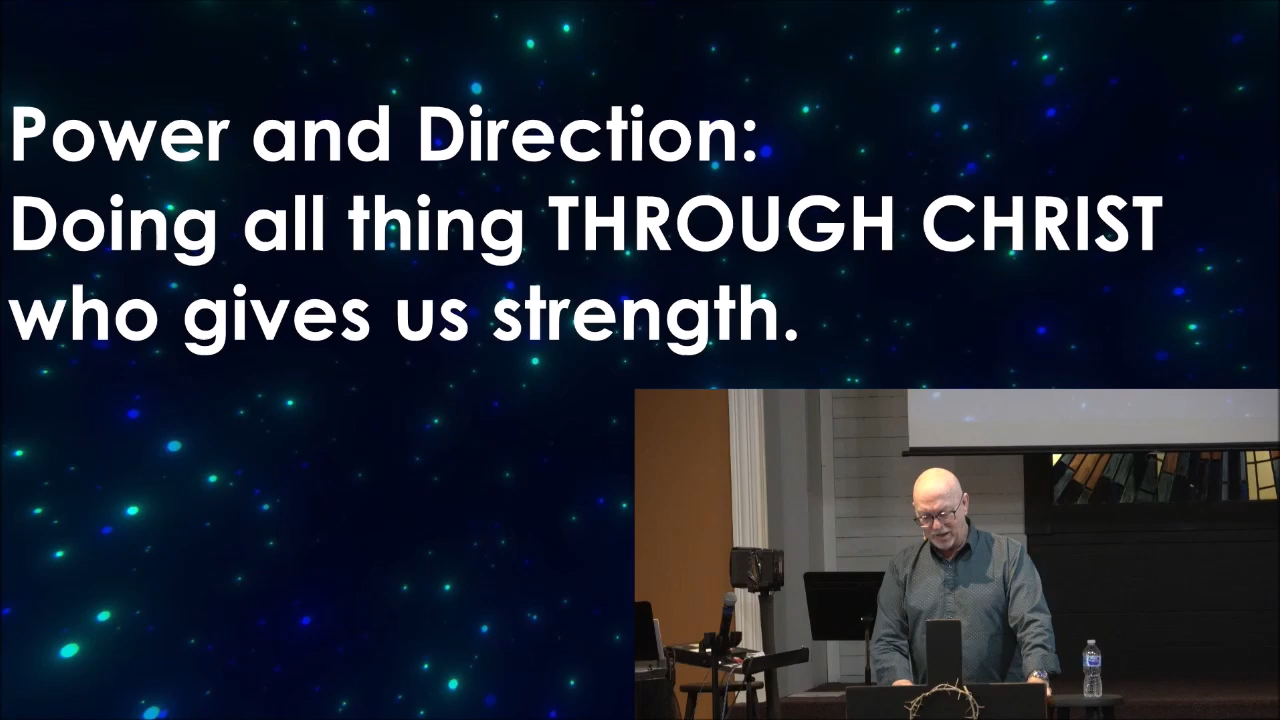 Power and Direction:
Doing all thing THROUGH CHRIST
who gives us strength.